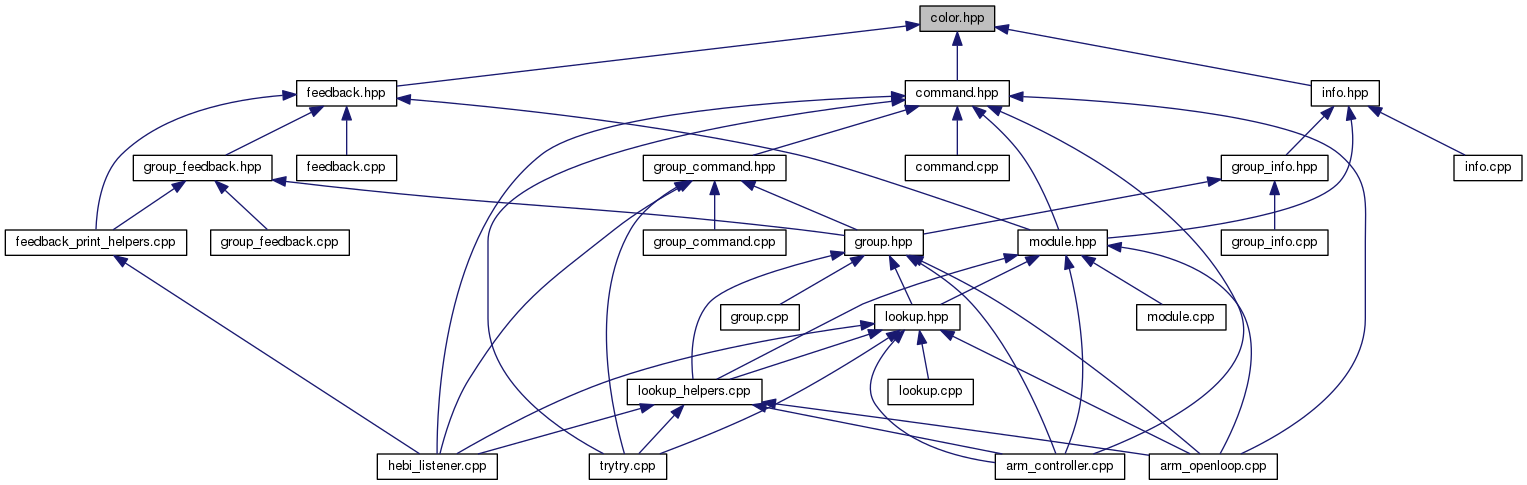 color.hpp
feedback.hpp
command.hpp
info.hpp
group_feedback.hpp
feedback.cpp
group_command.hpp
command.cpp
group_info.hpp
info.cpp
feedback_print_helpers.cpp
group_feedback.cpp
group_command.cpp
group.hpp
module.hpp
group_info.cpp
group.cpp
lookup.hpp
module.cpp
lookup_helpers.cpp
lookup.cpp
hebi_listener.cpp
trytry.cpp
arm_controller.cpp
arm_openloop.cpp